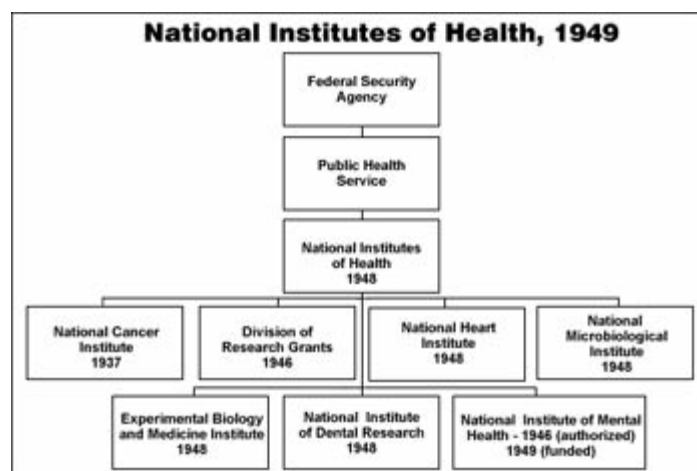 National Institutes of Health, 1949
Federal Security
Agency
Public Health
Service
National Institutes
of Health
1948
National Cancer
Institute
1937
Division of
Research Grants
1946
National Heart
Institute
1948
National
Microbiological
Institute
1948
Experimental Biology
and Medicine Institute
1948
National Institute
of Dental Research
1948
National Institute of Mental
Health - 1946 (authorized)
1949 (funded)